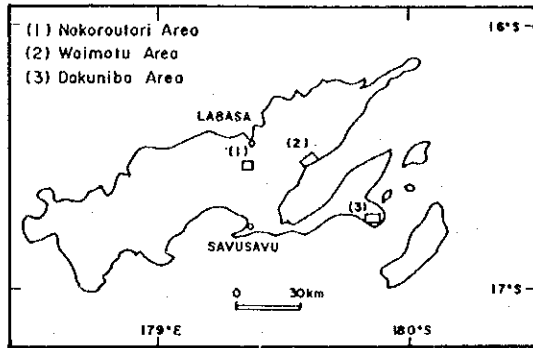 (1) Nakoroutari Area
(2) Waimotu Area
(3) Dakuniba Area
16°S
LABASA
(1)
(2)
(3)
SAVUSAVU
0 30km
17°S
179°E
180°S